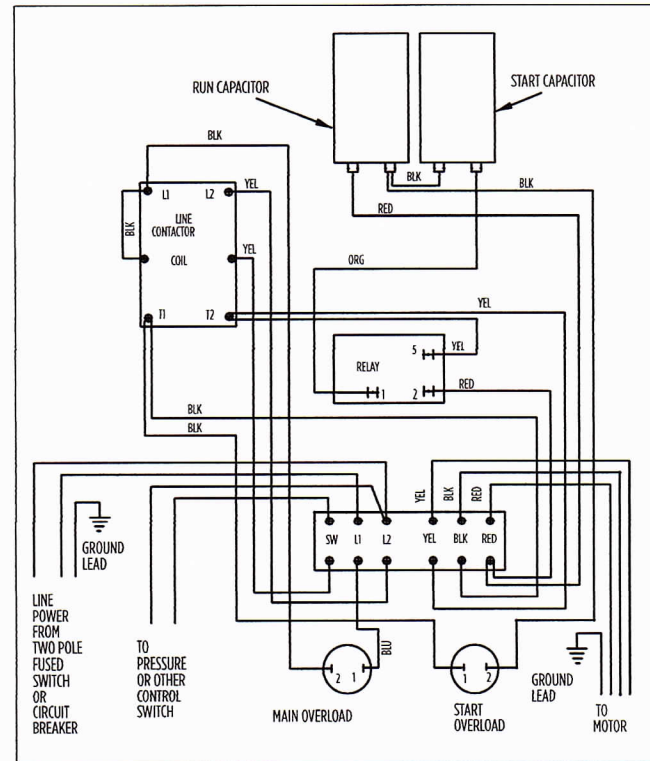 RUN CAPACITOR
START CAPACITOR
BLK
BLK
BLK
RED
L1 L2
YEL
LINE
CONTACTOR
BLK
COIL
YEL
ORG
T1 T2
YEL
5
YEL
RELAY
RED
1 2
BLK
BLK
YEL
BLK
RED
SW L1 L2 YEL BLK RED
GROUND
LEAD
LINE
POWER
FROM
TWO POLE
FUSED
SWITCH
OR
CIRCUIT
BREAKER
TO
PRESSURE
OR OTHER
CONTROL
SWITCH
BLU
2 1
MAIN OVERLOAD
1 2
START
OVERLOAD
GROUND
LEAD
TO
MOTOR